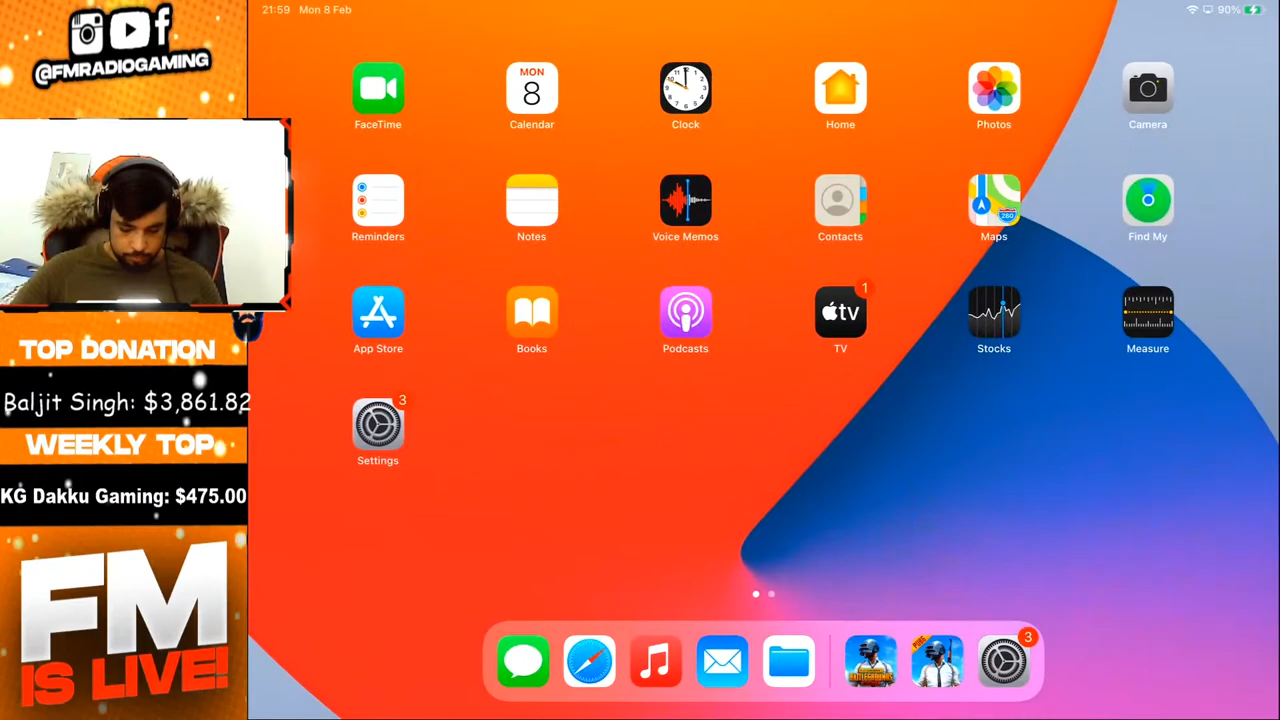 @FMRADIOGAMING
TOP DONATION
Baljit Singh: $3,861.82
WEEKLY TOP
KG Dakku Gaming: $475.00
FM
IS LIVE!
21:59 Mon 8 Feb
90%
FaceTime
MON
8
Calendar
Clock
Home
Photos
Camera
Reminders
Notes
Voice Memos
Contacts
280
Maps
Find My
App Store
Books
Podcasts
tv
1
TV
Stocks
Measure
3
Settings
PUBG
3